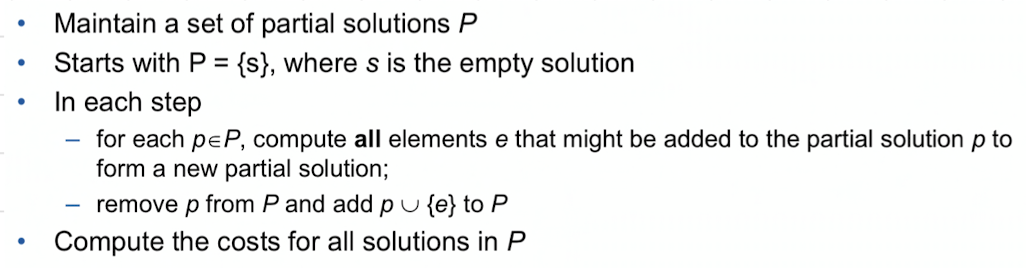 • Maintain a set of partial solutions P
• Starts with P = {s}, where s is the empty solution
• In each step
– for each p∈P, compute all elements e that might be added to the partial solution p to
form a new partial solution;
– remove p from P and add p ∪ {e} to P
• Compute the costs for all solutions in P